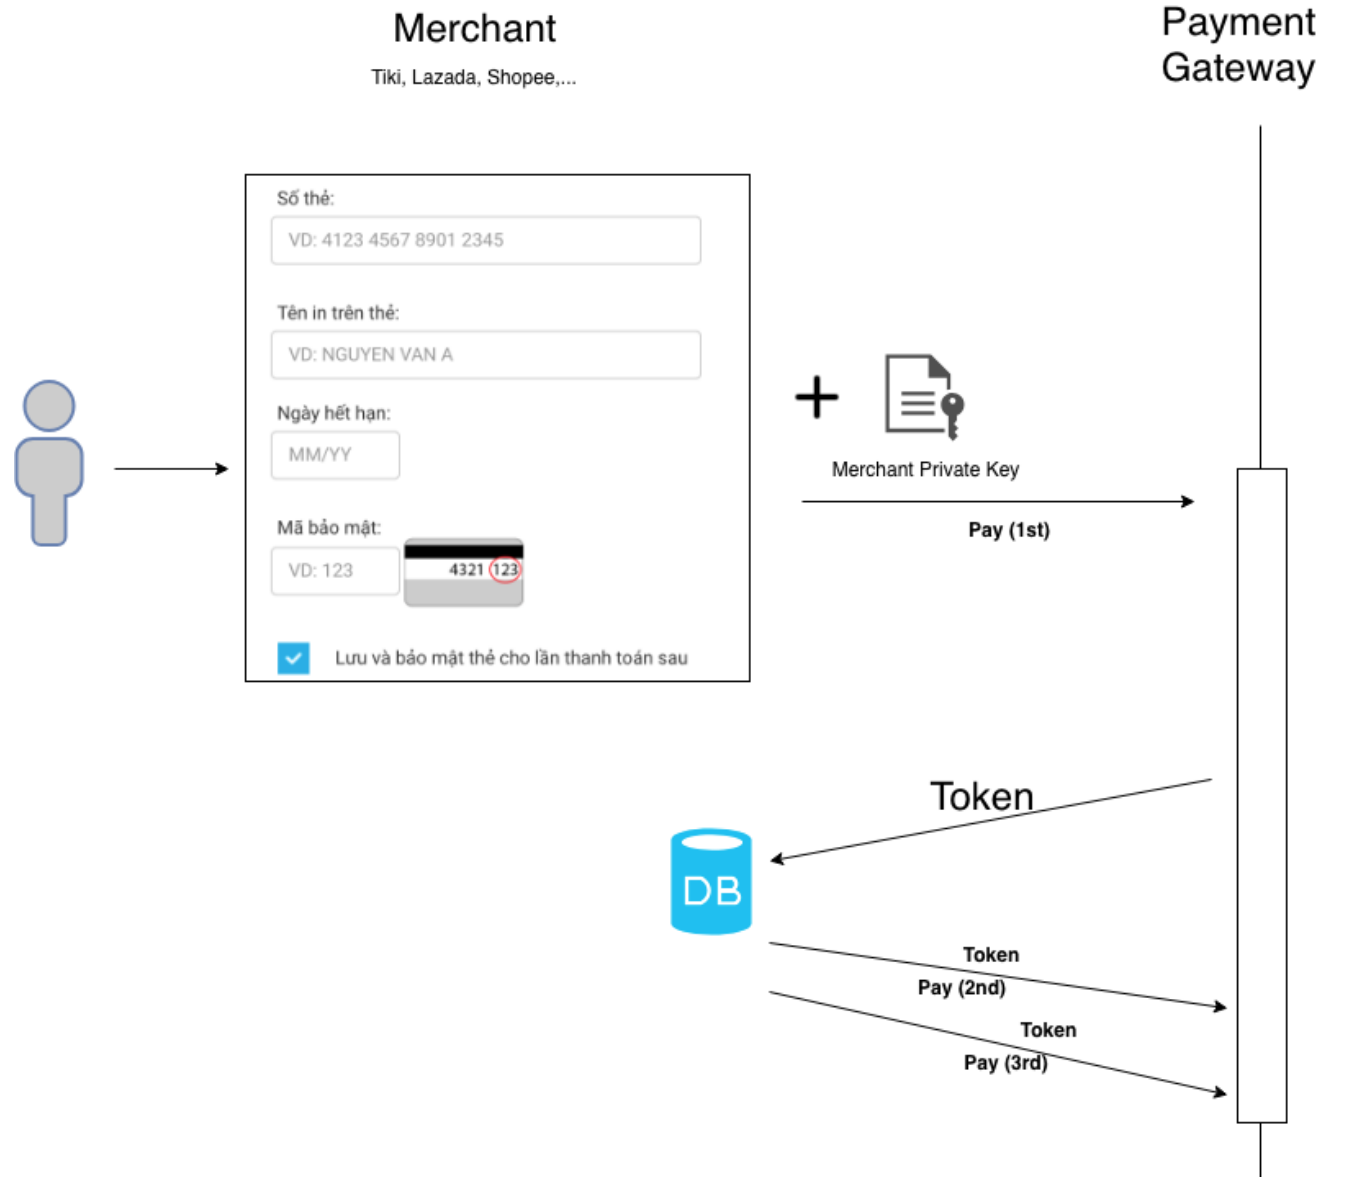 Merchant
Tiki, Lazada, Shopee,...
Payment
Gateway
Số thẻ:
VD: 4123 4567 8901 2345
Tên in trên thẻ:
VD: NGUYEN VAN A
Ngày hết hạn:
MM/YY
Mã bảo mật:
VD: 123
4321 123
Lưu và bảo mật thẻ cho lần thanh toán sau
Merchant Private Key
Pay (1st)
Token
DB
Token
Pay (2nd)
Token
Pay (3rd)